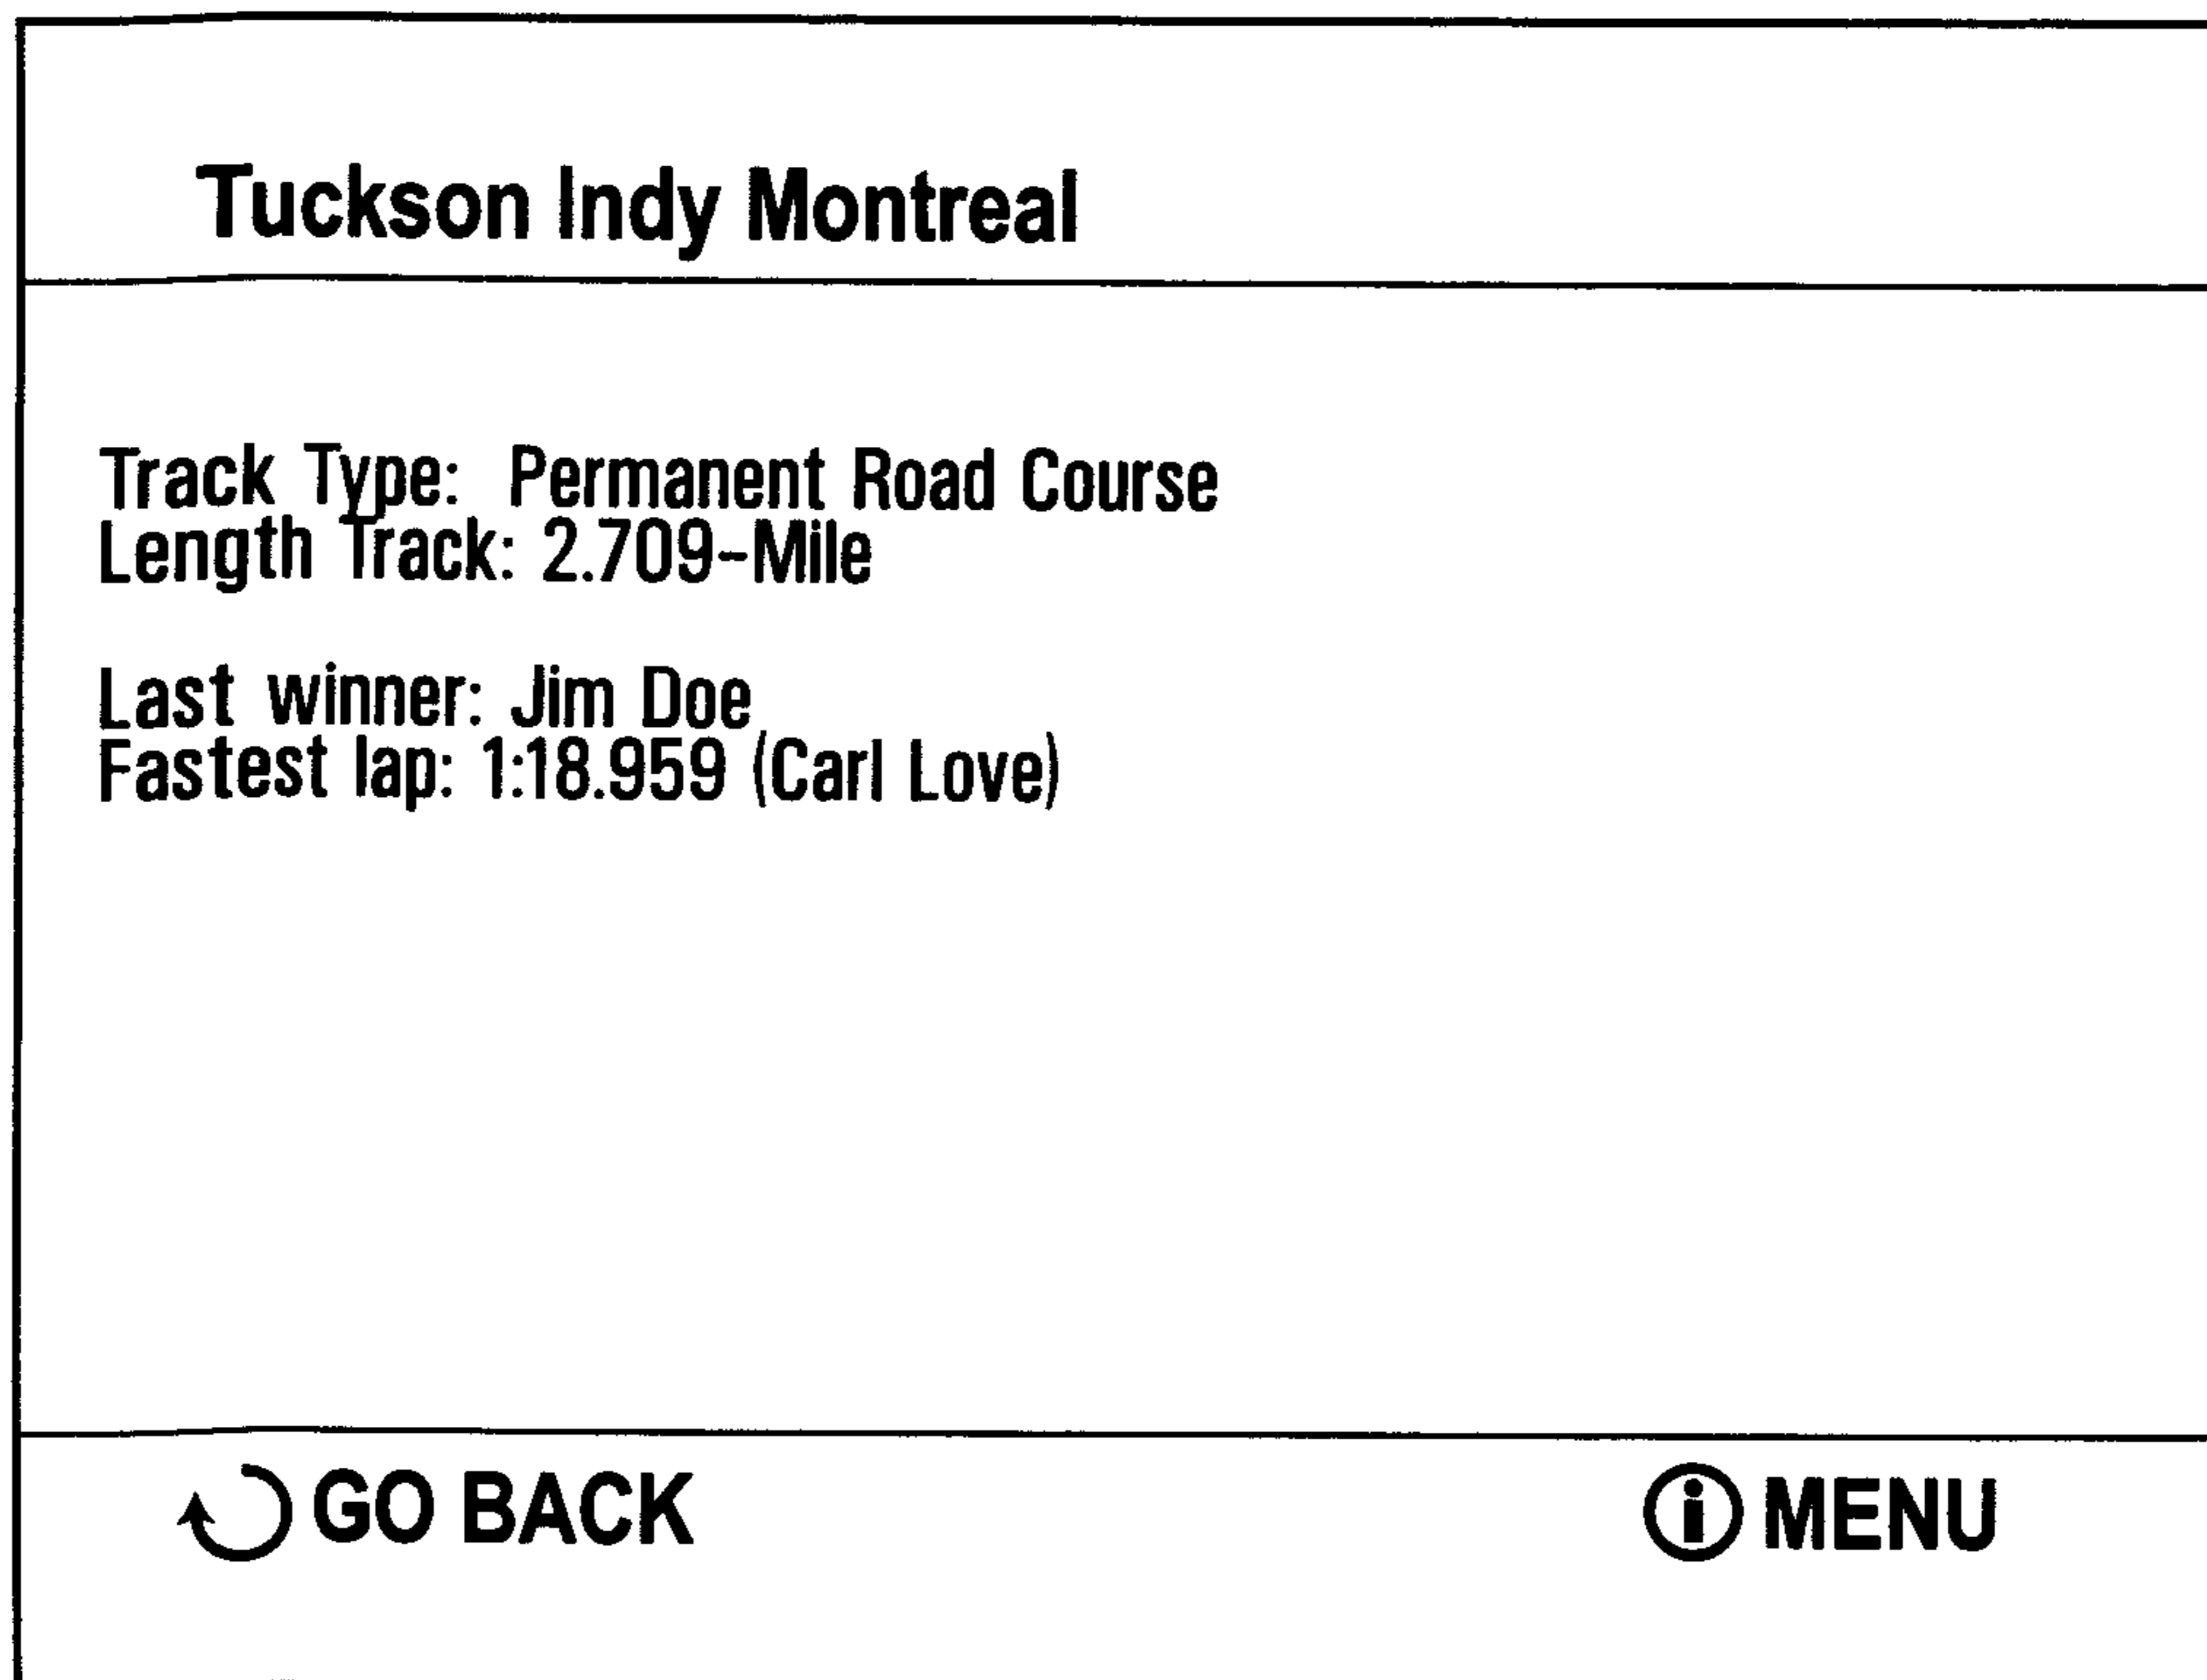 Tuckson Indy Montreal
Track Type: Permanent Road Course
Length Track: 2.709-Mile
Last winner: Jim Doe
Fastest lap: 1:18.959 (Carl Love)
GO BACK
MENU